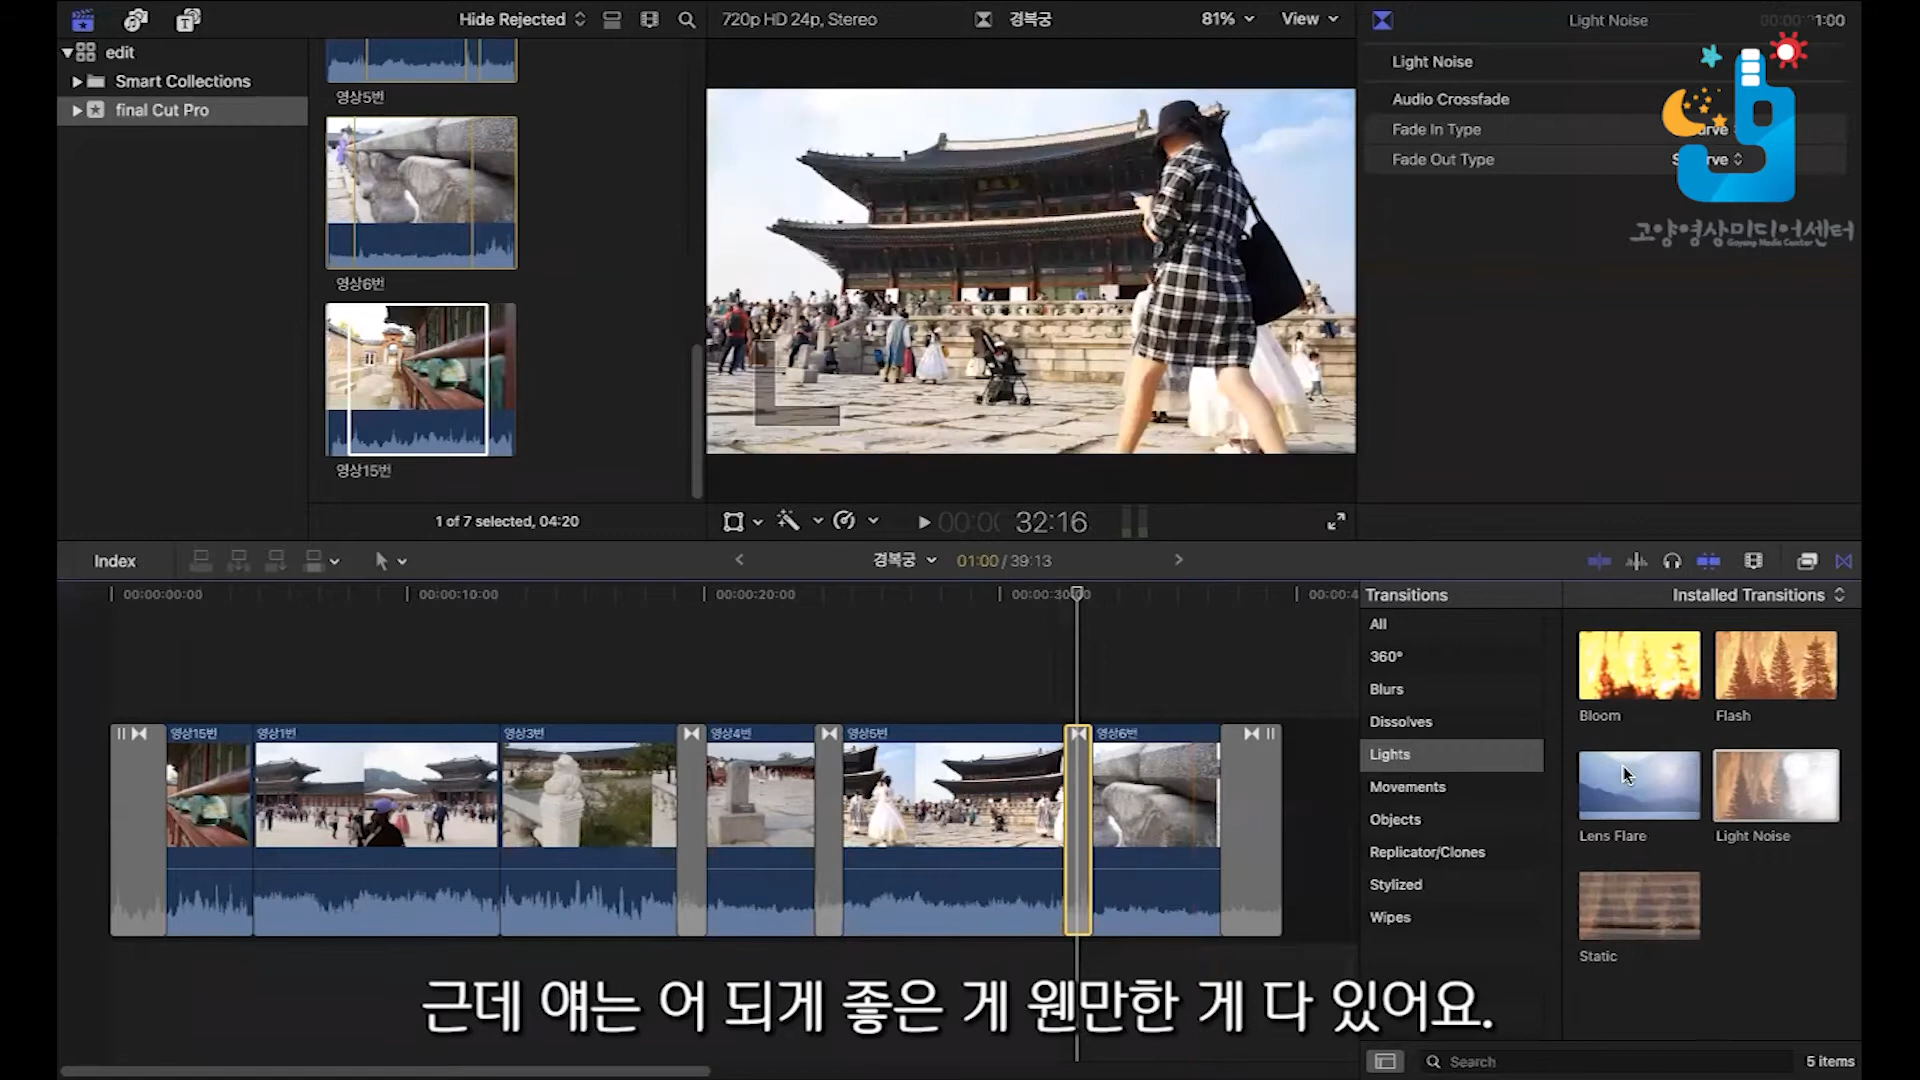 Hide Rejected
720p HD 24p, Stereo
경복궁
81%
View
Light Noise
1:00
edit
Smart Collections
final Cut Pro
영상5번
영상6번
영상15번
1 of 7 selected, 04:20
32:16
Light Noise
Audio Crossfade
Fade In Type
Fade Out Type
고양영상미디어센터
Goyang Media Center
Index
경복궁
01:00 / 39:13
00:00:00:00
00:00:10:00
00:00:20:00
00:00:30:00
00:00:4
영상15번
영상1번
영상3번
영상4번
영상5번
영상6번
Transitions
Installed Transitions
All
360°
Blurs
Dissolves
Lights
Movements
Objects
Replicator/Clones
Stylized
Wipes
Bloom
Flash
Lens Flare
Light Noise
Static
근데 얘는 어 되게 좋은 게 웬만한 게 다 있어요.
Search
5 items